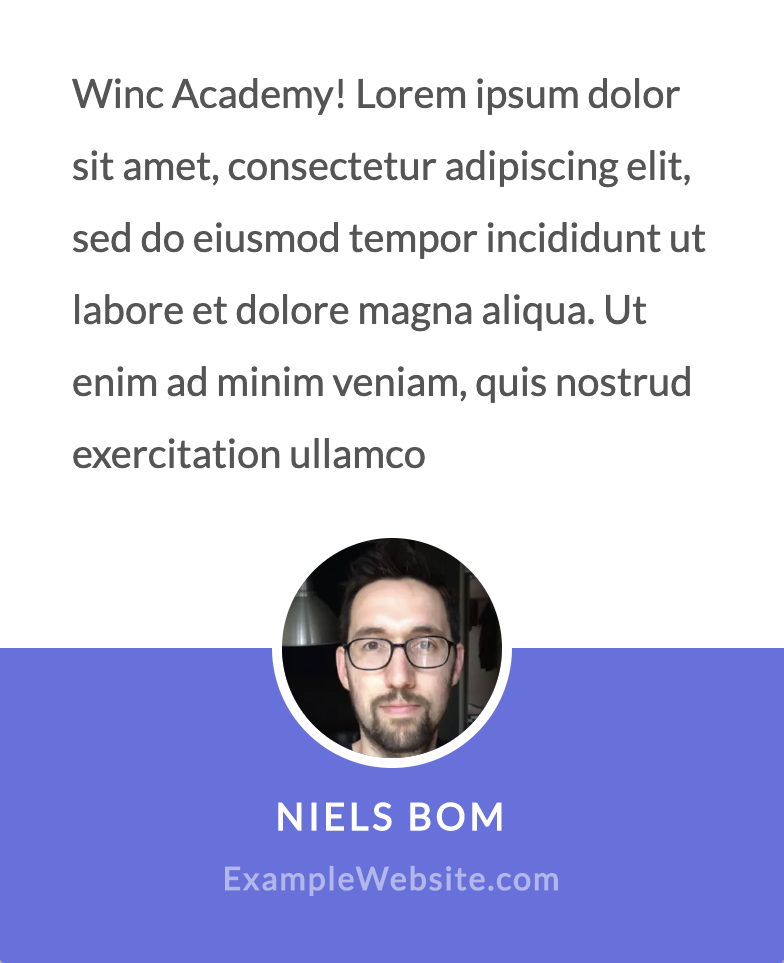 Winc Academy! Lorem ipsum dolor
sit amet, consectetur adipiscing elit,
sed do eiusmod tempor incididunt ut
labore et dolore magna aliqua. Ut
enim ad minim veniam, quis nostrud
exercitation ullamco
NIELS BOM
ExampleWebsite.com